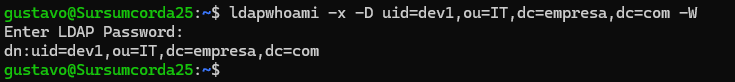 gustavo@Sursumcorda25:~$ ldapwhoami -x -D uid=dev1,ou=IT,dc=empresa,dc=com -W
Enter LDAP Password:
dn:uid=dev1,ou=IT,dc=empresa,dc=com
gustavo@Sursumcorda25:~$